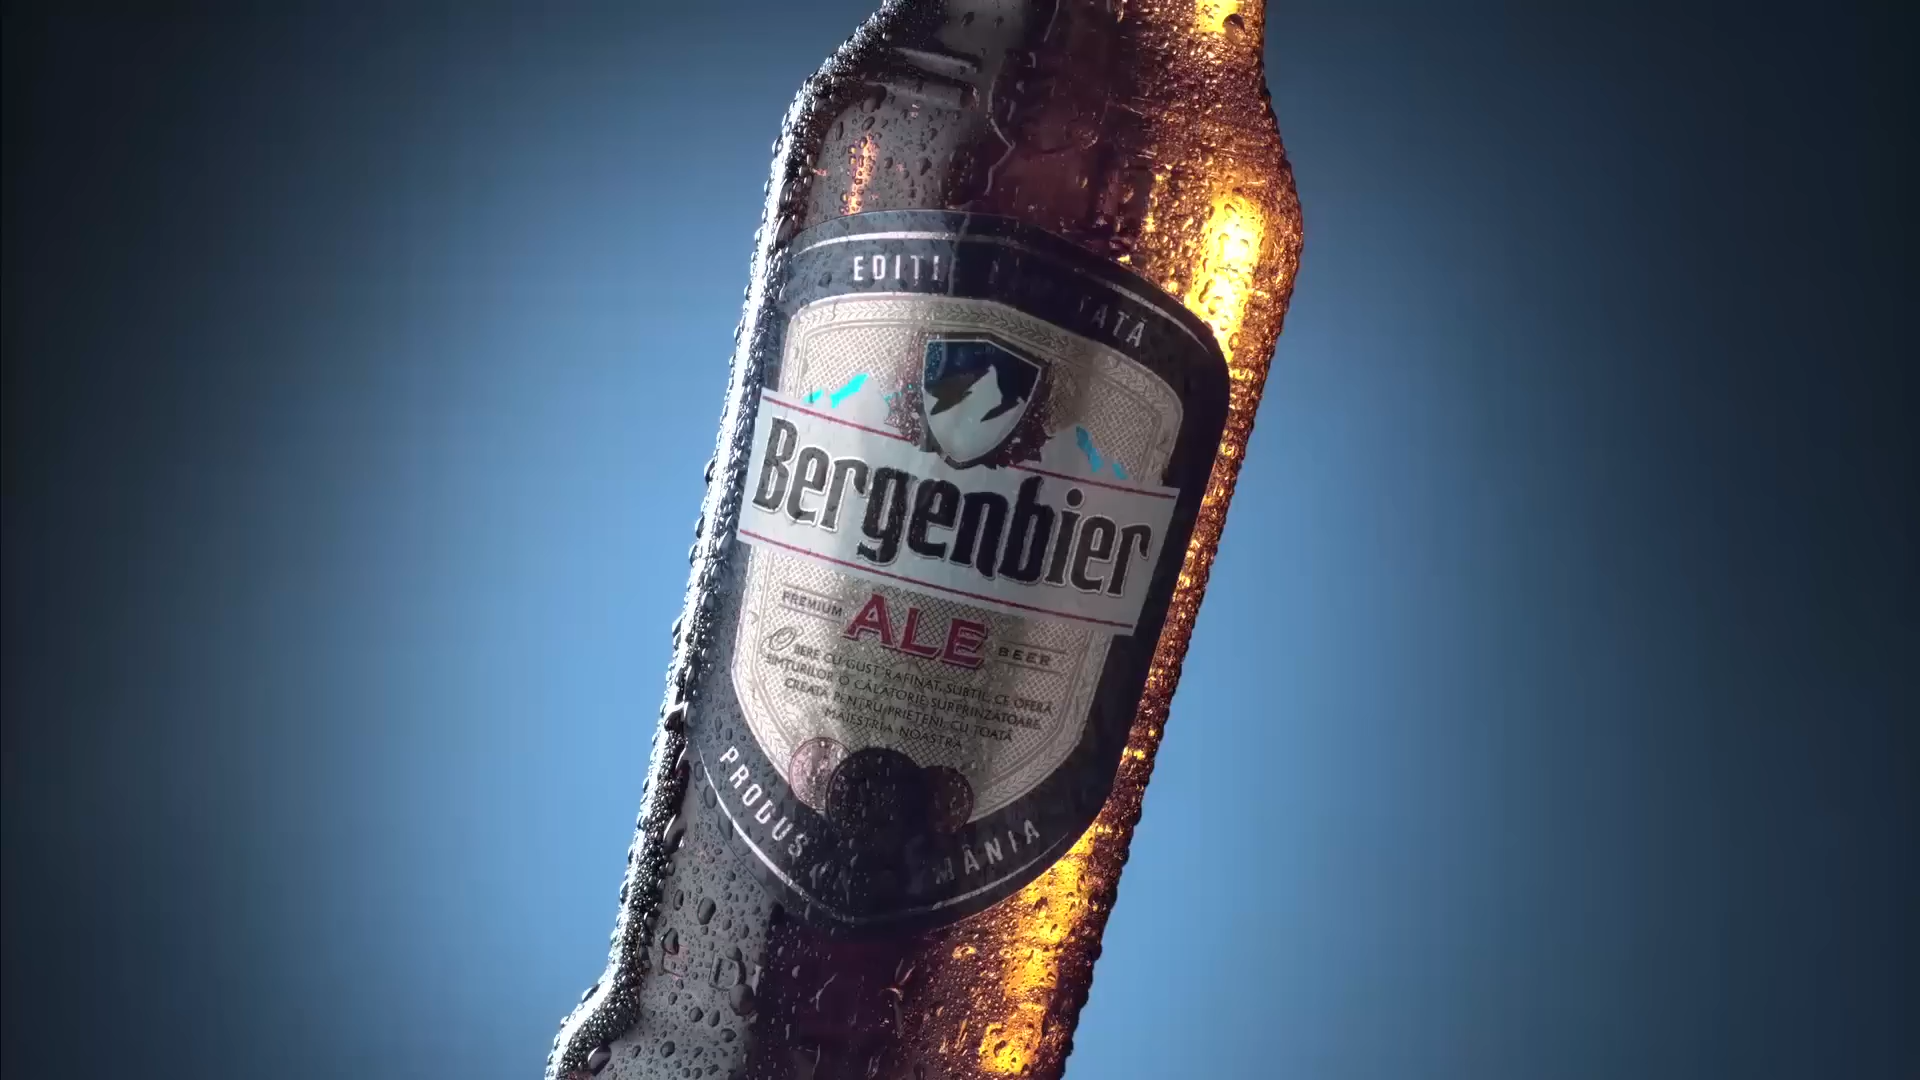 EDITI
TATĂ
Bergenbier
PREMIUM ALE BEER
O BERE CU GUST RAFINAT, SUBTIL, CE OFERĂ
SIMȚURILOR O CĂLĂTORIE SURPRINZĂTOARE,
CREATĂ PENTRU PRIETENI, CU TOATĂ
MĂIESTRIA NOASTRĂ
PRODUS MÂNIA